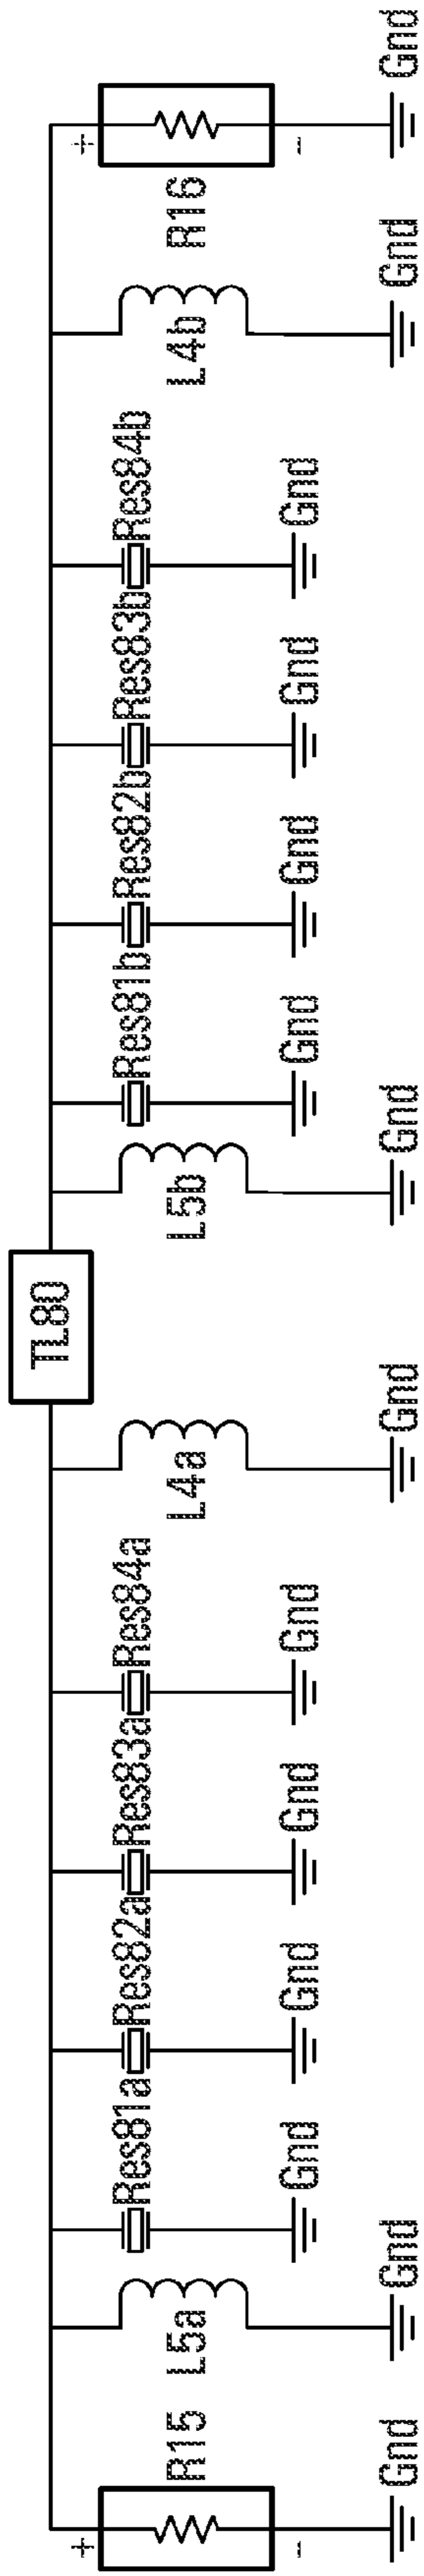 TL80
+
+
Res81a
Res82a
Res83a
Res84a
Res81b
Res82b
Res83b
Res84b
R15
L5a
L4a
L5b
L4b
R16
-
Gnd
Gnd
Gnd
Gnd
Gnd
Gnd
Gnd
Gnd
-
Gnd
Gnd
Gnd
Gnd
Gnd
Gnd